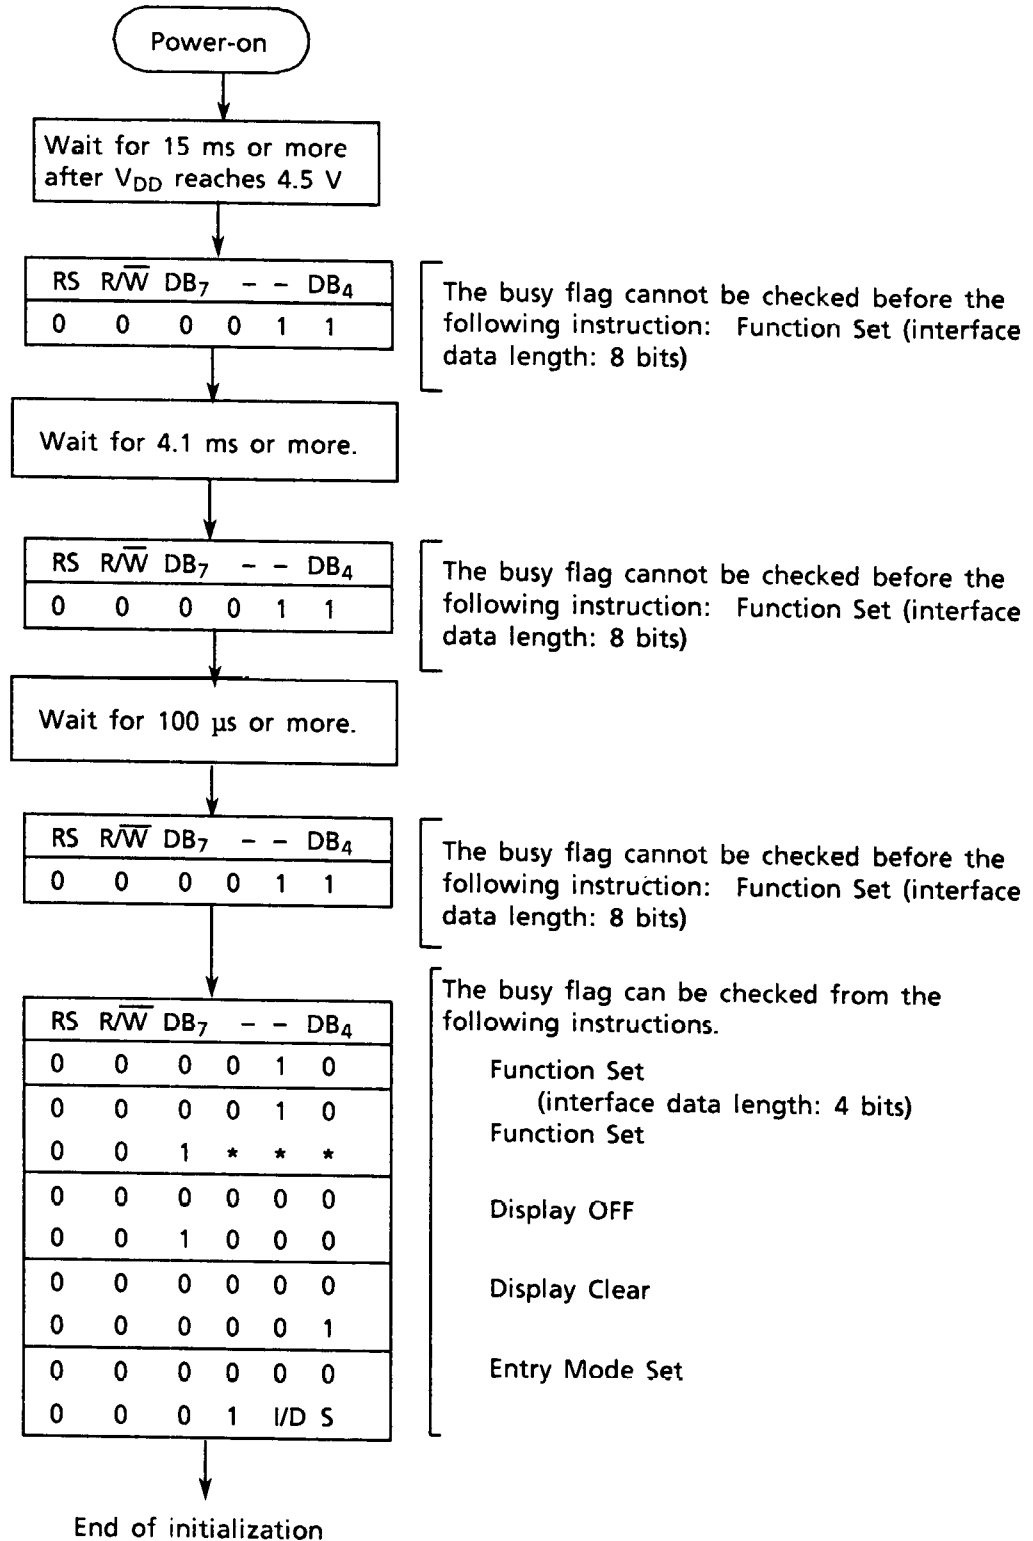 Power-on
Wait for 15 ms or more
after VDD reaches 4.5 V
RS R/W̅ DB7 - - DB4
0 0 0 0 1 1
The busy flag cannot be checked before the
following instruction: Function Set (interface
data length: 8 bits)
Wait for 4.1 ms or more.
RS R/W̅ DB7 - - DB4
0 0 0 0 1 1
The busy flag cannot be checked before the
following instruction: Function Set (interface
data length: 8 bits)
Wait for 100 µs or more.
RS R/W̅ DB7 - - DB4
0 0 0 0 1 1
The busy flag cannot be checked before the
following instruction: Function Set (interface
data length: 8 bits)
RS R/W̅ DB7 - - DB4
0 0 0 0 1 0
0 0 0 0 1 0
0 0 1 * * *
0 0 0 0 0 0
0 0 1 0 0 0
0 0 0 0 0 0
0 0 0 0 0 1
0 0 0 0 0 0
0 0 0 1 I/D S
The busy flag can be checked from the
following instructions.
Function Set
(interface data length: 4 bits)
Function Set
Display OFF
Display Clear
Entry Mode Set
End of initialization